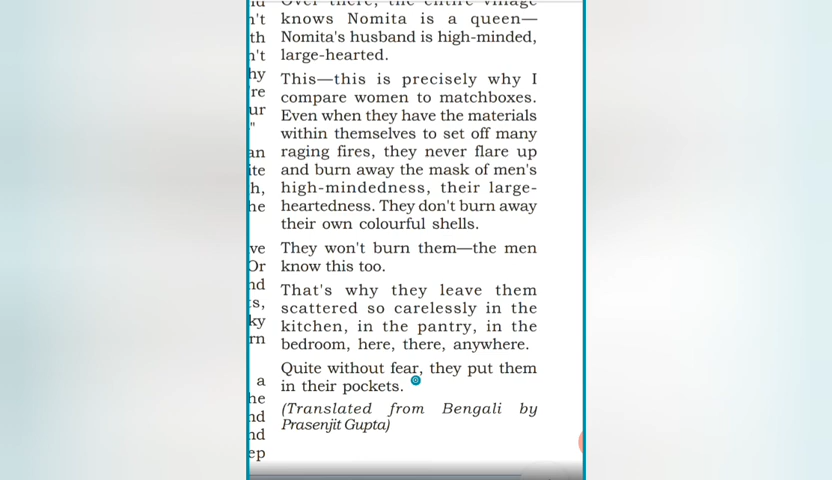 Over there, the entire village
knows Nomita is a queen—
Nomita's husband is high-minded,
large-hearted.
This—this is precisely why I
compare women to matchboxes.
Even when they have the materials
within themselves to set off many
raging fires, they never flare up
and burn away the mask of men's
high-mindedness, their large-
heartedness. They don't burn away
their own colourful shells.
They won't burn them—the men
know this too.
That's why they leave them
scattered so carelessly in the
kitchen, in the pantry, in the
bedroom, here, there, anywhere.
Quite without fear, they put them
in their pockets.
(Translated from Bengali by
Prasenjit Gupta)